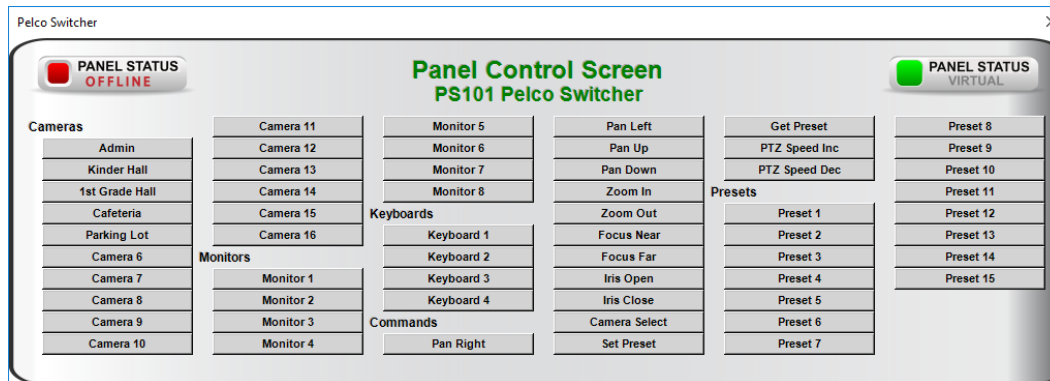 Pelco Switcher
PANEL STATUS
OFFLINE
Panel Control Screen
PS101 Pelco Switcher
PANEL STATUS
VIRTUAL
Cameras
Admin
Kinder Hall
1st Grade Hall
Cafeteria
Parking Lot
Camera 6
Camera 7
Camera 8
Camera 9
Camera 10
Camera 11
Camera 12
Camera 13
Camera 14
Camera 15
Camera 16
Monitors
Monitor 1
Monitor 2
Monitor 3
Monitor 4
Monitor 5
Monitor 6
Monitor 7
Monitor 8
Keyboards
Keyboard 1
Keyboard 2
Keyboard 3
Keyboard 4
Commands
Pan Right
Pan Left
Pan Up
Pan Down
Zoom In
Zoom Out
Focus Near
Focus Far
Iris Open
Iris Close
Camera Select
Set Preset
Get Preset
PTZ Speed Inc
PTZ Speed Dec
Presets
Preset 1
Preset 2
Preset 3
Preset 4
Preset 5
Preset 6
Preset 7
Preset 8
Preset 9
Preset 10
Preset 11
Preset 12
Preset 13
Preset 14
Preset 15